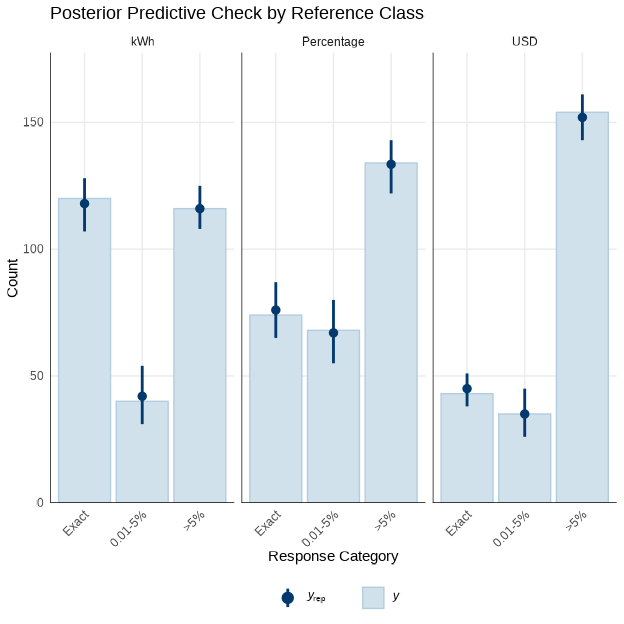 Posterior Predictive Check by Reference Class
kWh Percentage USD
Count
150
100
50
0
Exact 0.01-5% >5% Exact 0.01-5% >5% Exact 0.01-5% >5%
Response Category
yrep y